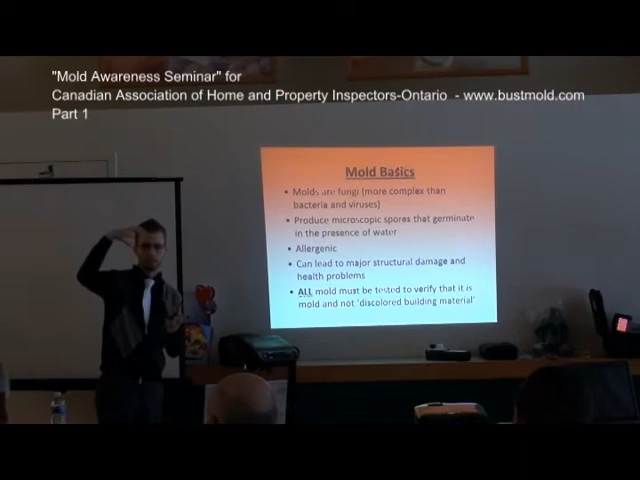 "Mold Awareness Seminar" for
Canadian Association of Home and Property Inspectors-Ontario - www.bustmold.com
Part 1
Mold Basics
• Molds are fungi (more complex than
bacteria and viruses)
• Produce microscopic spores that germinate
in the presence of water
• Allergenic
• Can lead to major structural damage and
health problems
• ALL mold must be tested to verify that it is
mold and not 'discolored building material'